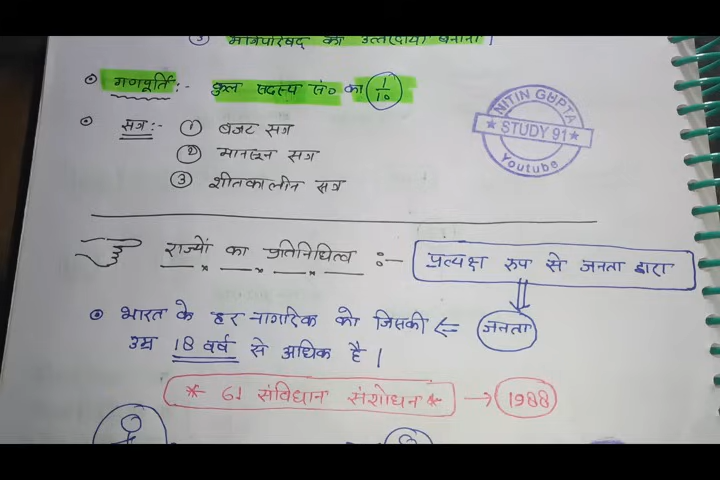 ③ मंत्रिपरिषद को उत्तरदायी बनाना।
गणपूर्ति :- कुल सदस्य सं० का 1/10
सत्र :- ① बजट सत्र
② मानसून सत्र
③ शीतकालीन सत्र
NITIN GUPTA
★ STUDY 91 ★
Youtube
राज्यों का प्रतिनिधित्व :- प्रत्यक्ष रुप से जनता द्वारा
भारत के हर नागरिक को जिसकी ⇐ जनता
उम्र 18 वर्ष से अधिक है।
* 61 संविधान संशोधन * → 1988